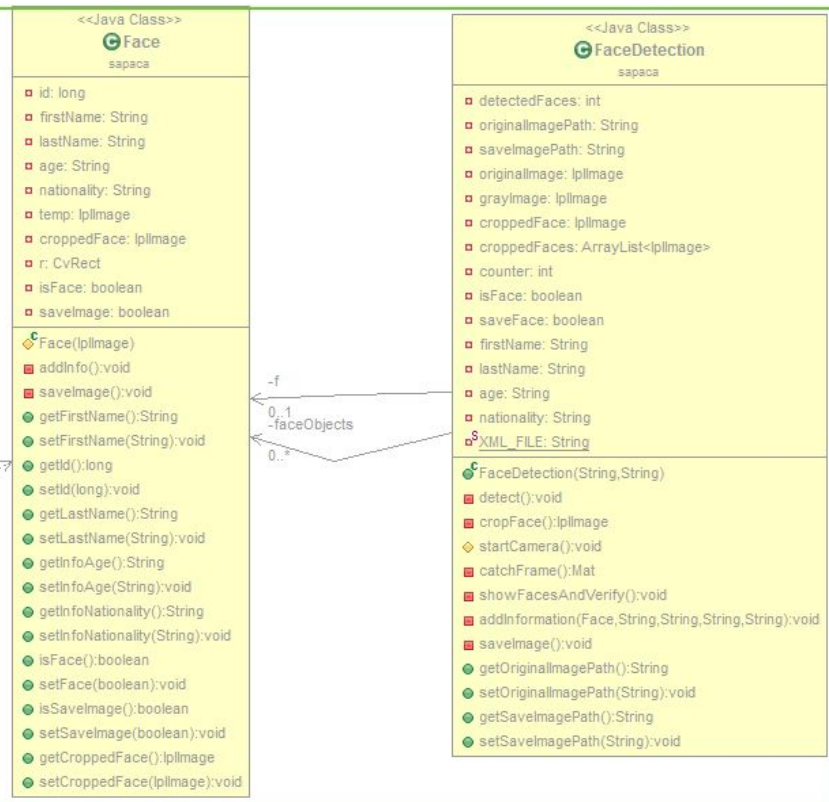 <<Java Class>>
Face
sapaca
id: long
firstName: String
lastName: String
age: String
nationality: String
temp: IplImage
croppedFace: IplImage
r: CvRect
isFace: boolean
saveImage: boolean
Face(IplImage)
addInfo():void
saveImage():void
getFirstName():String
setFirstName(String):void
getId():long
setId(long):void
getLastName():String
setLastName(String):void
getInfoAge():String
setInfoAge(String):void
getInfoNationality():String
setInfoNationality(String):void
isFace():boolean
setFace(boolean):void
isSaveImage():boolean
setSaveImage(boolean):void
getCroppedFace():IplImage
setCroppedFace(IplImage):void
-f
0..1
-faceObjects
0..*
<<Java Class>>
FaceDetection
sapaca
detectedFaces: int
originalImagePath: String
saveImagePath: String
originalImage: IplImage
grayImage: IplImage
croppedFace: IplImage
croppedFaces: ArrayList<IplImage>
counter: int
isFace: boolean
saveFace: boolean
firstName: String
lastName: String
age: String
nationality: String
XML_FILE: String
FaceDetection(String,String)
detect():void
cropFace():IplImage
startCamera():void
catchFrame():Mat
showFacesAndVerify():void
addInformation(Face,String,String,String,String):void
saveImage():void
getOriginalImagePath():String
setOriginalImagePath(String):void
getSaveImagePath():String
setSaveImagePath(String):void